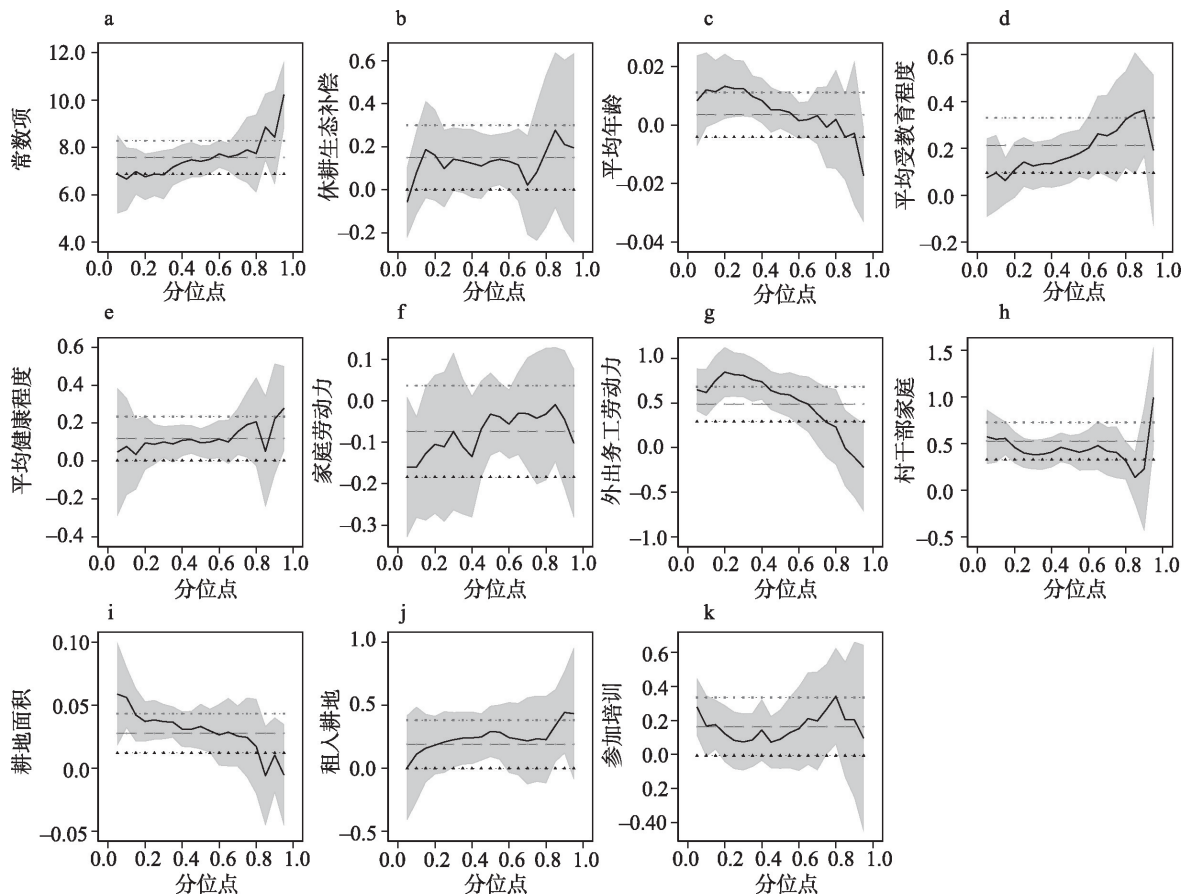 a
常数项
12.0
10.0
8.0
6.0
4.0
0.0 0.2 0.4 0.6 0.8 1.0
分位点
b
休耕生态补偿
0.6
0.4
0.2
0.0
−0.2
0.0 0.2 0.4 0.6 0.8 1.0
分位点
c
平均年龄
0.02
0.0
−0.02
−0.04
0.0 0.2 0.4 0.6 0.8 1.0
分位点
d
平均受教育程度
0.6
0.4
0.2
0.0
−0.2
0.0 0.2 0.4 0.6 0.8 1.0
分位点
e
平均健康程度
0.6
0.4
0.2
0.0
−0.2
−0.4
0.0 0.2 0.4 0.6 0.8 1.0
分位点
f
家庭劳动力
0.1
0.0
−0.1
−0.2
−0.3
0.0 0.2 0.4 0.6 0.8 1.0
分位点
g
外出务工劳动力
1.0
0.5
0.0
−0.5
−1.0
0.0 0.2 0.4 0.6 0.8 1.0
分位点
h
村干部家庭
1.5
1.0
0.5
0.0
−0.5
0.0 0.2 0.4 0.6 0.8 1.0
分位点
i
耕地面积
0.10
0.05
0.0
−0.05
0.0 0.2 0.4 0.6 0.8 1.0
分位点
j
租入耕地
1.0
0.5
0.0
−0.5
0.0 0.2 0.4 0.6 0.8 1.0
分位点
k
参加培训
0.6
0.4
0.2
0.0
−0.2
−0.40
0.0 0.2 0.4 0.6 0.8 1.0
分位点